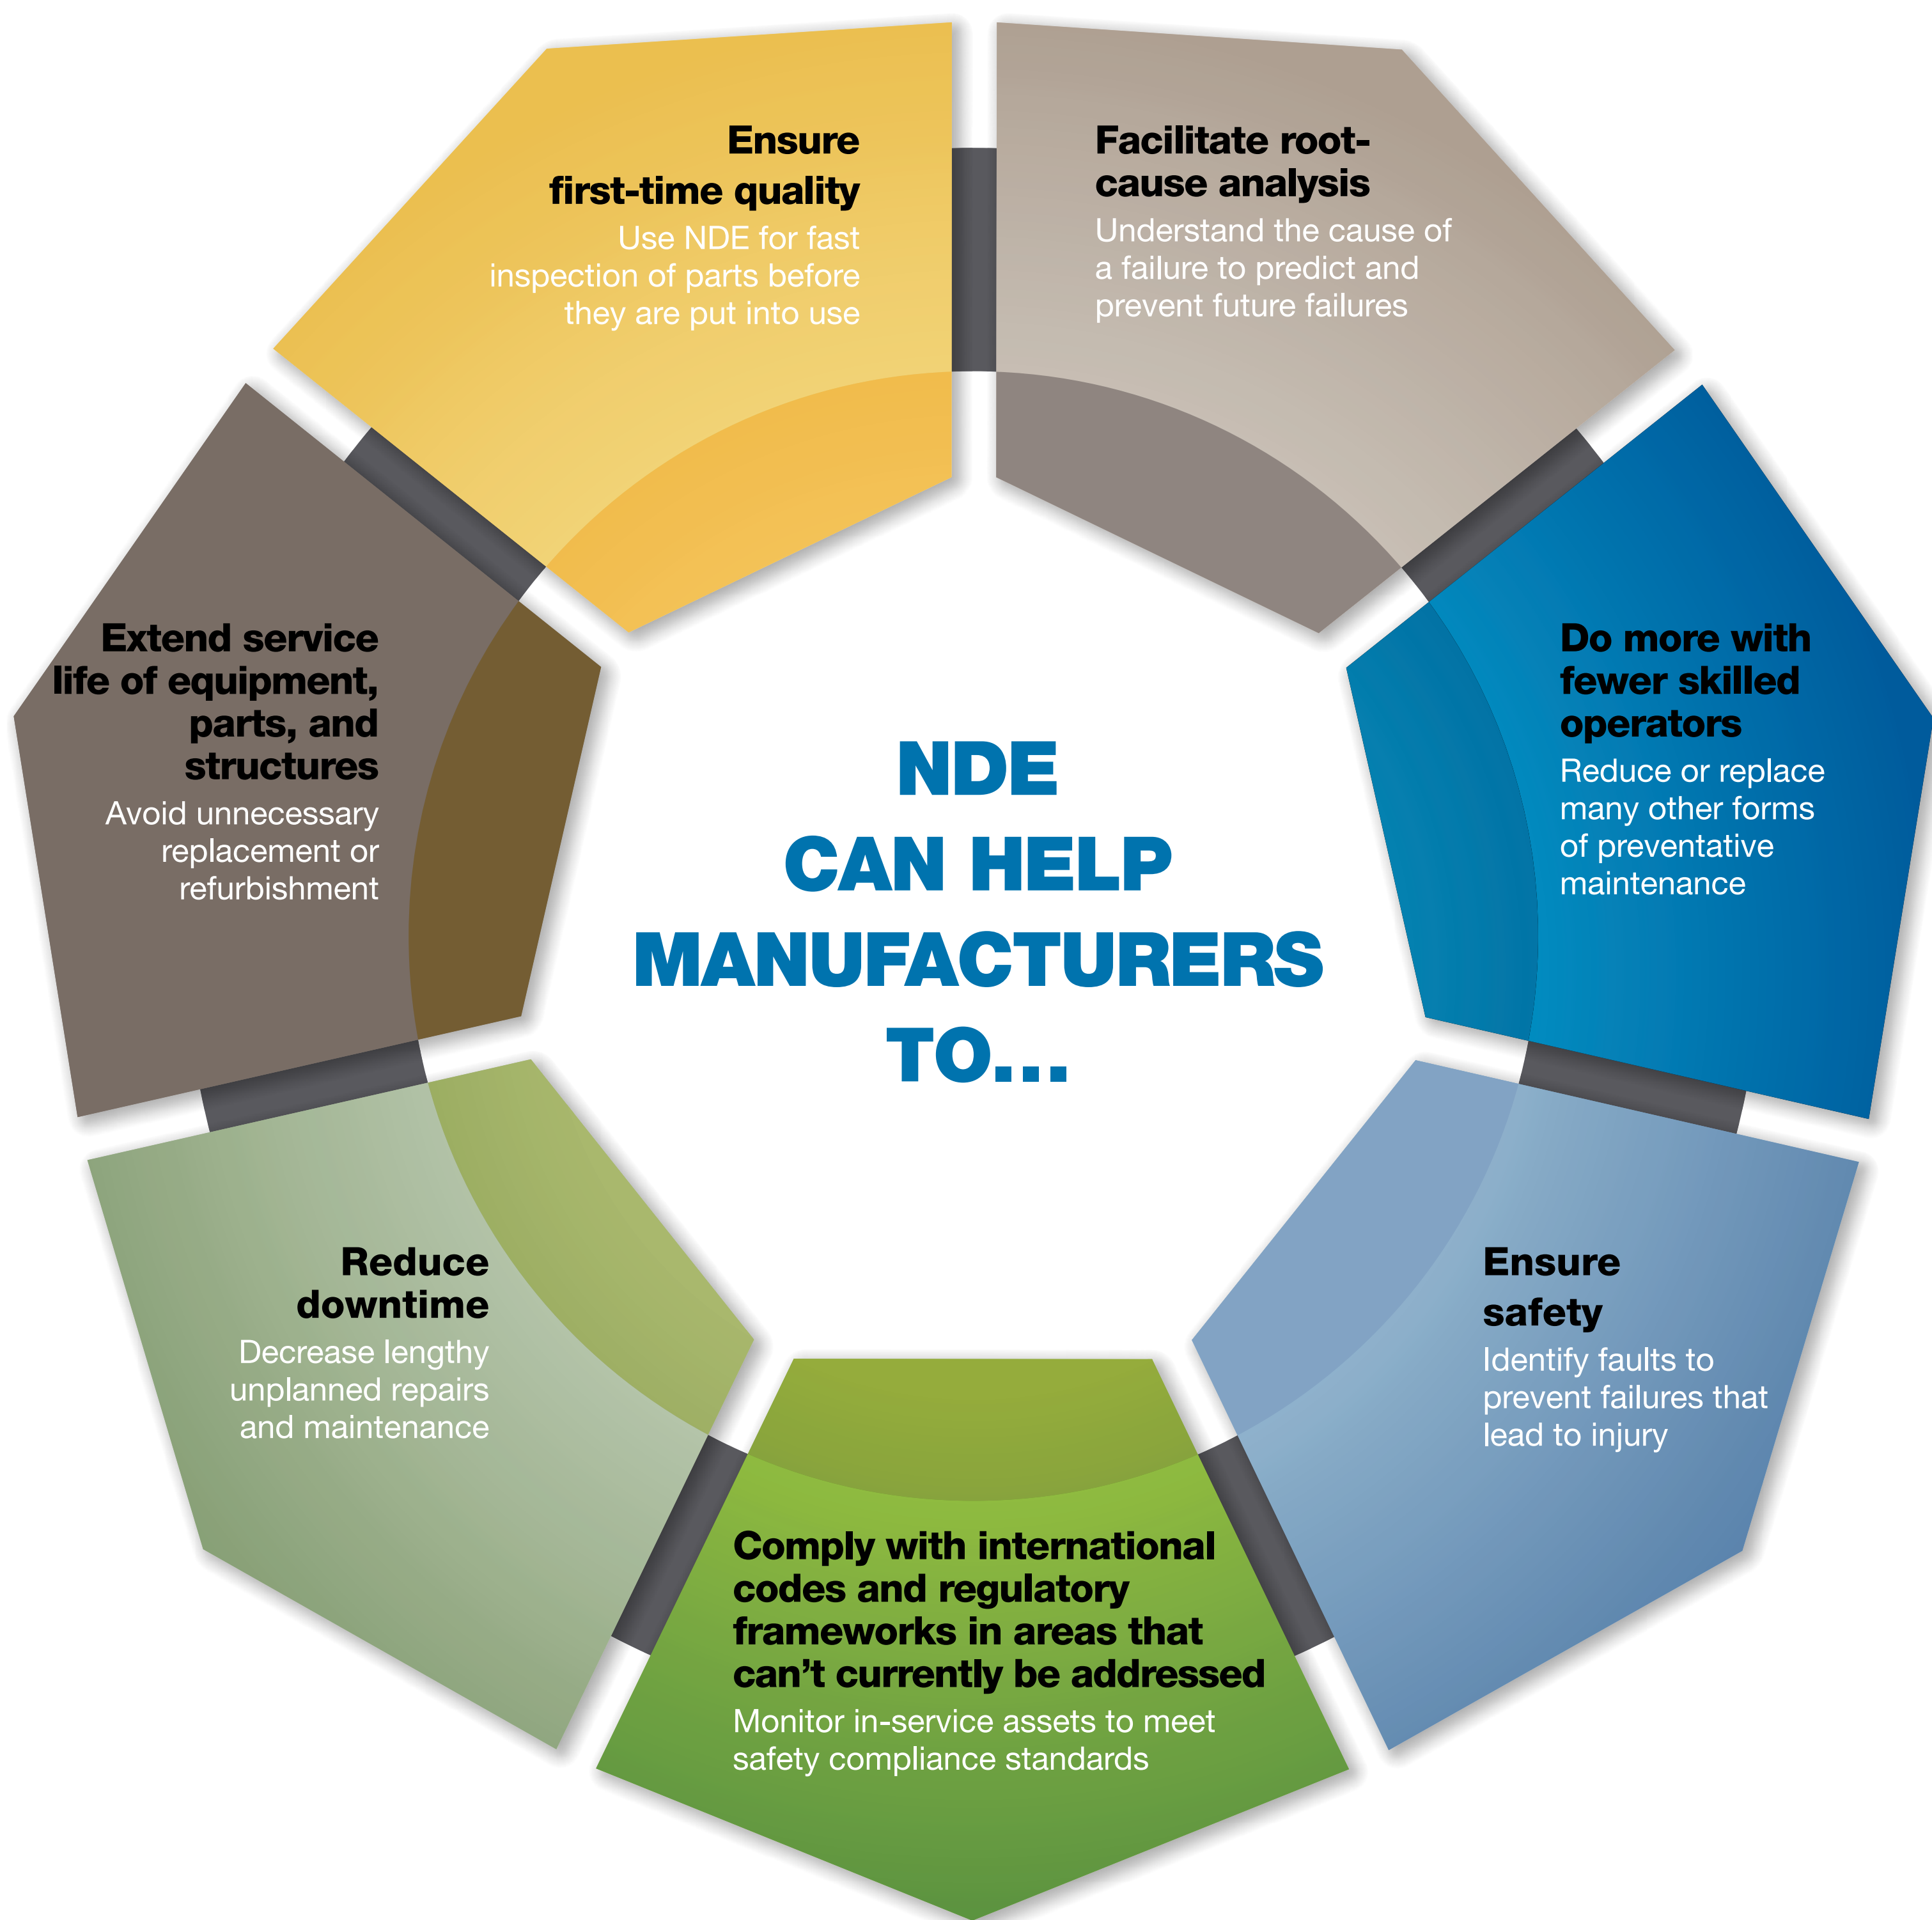 NDE
CAN HELP
MANUFACTURERS
TO...
Ensure
first-time quality
Use NDE for fast
inspection of parts before
they are put into use
Facilitate root-
cause analysis
Understand the cause of
a failure to predict and
prevent future failures
Do more with
fewer skilled
operators
Reduce or replace
many other forms
of preventative
maintenance
Ensure
safety
Identify faults to
prevent failures that
lead to injury
Comply with international
codes and regulatory
frameworks in areas that
can’t currently be addressed
Monitor in-service assets to meet
safety compliance standards
Reduce
downtime
Decrease lengthy
unplanned repairs
and maintenance
Extend service
life of equipment,
parts, and
structures
Avoid unnecessary
replacement or
refurbishment